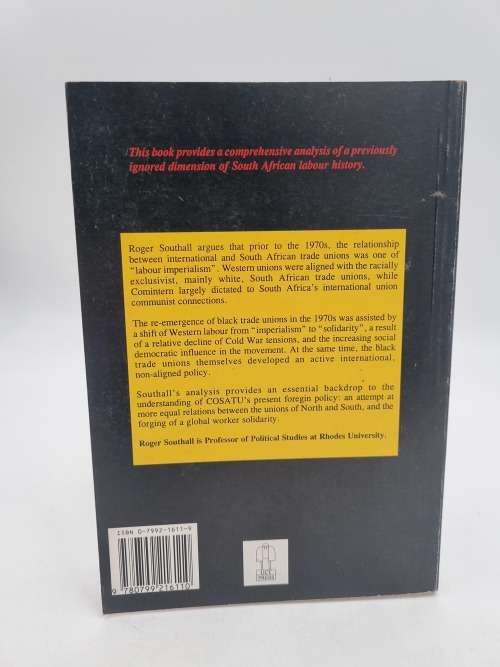 This book provides a comprehensive analysis of a previously
ignored dimension of South African labour history.
Roger Southall argues that prior to the 1970s, the relationship
between international and South African trade unions was one of
"labour imperialism". Western unions were aligned with the racially
exclusivist, mainly white, South African trade unions, while
Comintern largely dictated to South Africa's international union
communist connections.
The re-emergence of black trade unions in the 1970s was assisted by
a shift of Western labour from "imperialism" to "solidarity", a result
of a relative decline of Cold War tensions, and the increasing social
democratic influence in the movement. At the same time, the black
trade unions themselves developed an active international,
non-aligned policy.
Southall's analysis provides an essential backdrop to the
understanding of COSATU's present foregin policy: an attempt at
more equal relations between the unions of North and South, and the
forging of a global worker solidarity.
Roger Southall is Professor of Political Studies at Rhodes University.
ISBN 0-7992-1611-9
9 780799 216110
PRESS